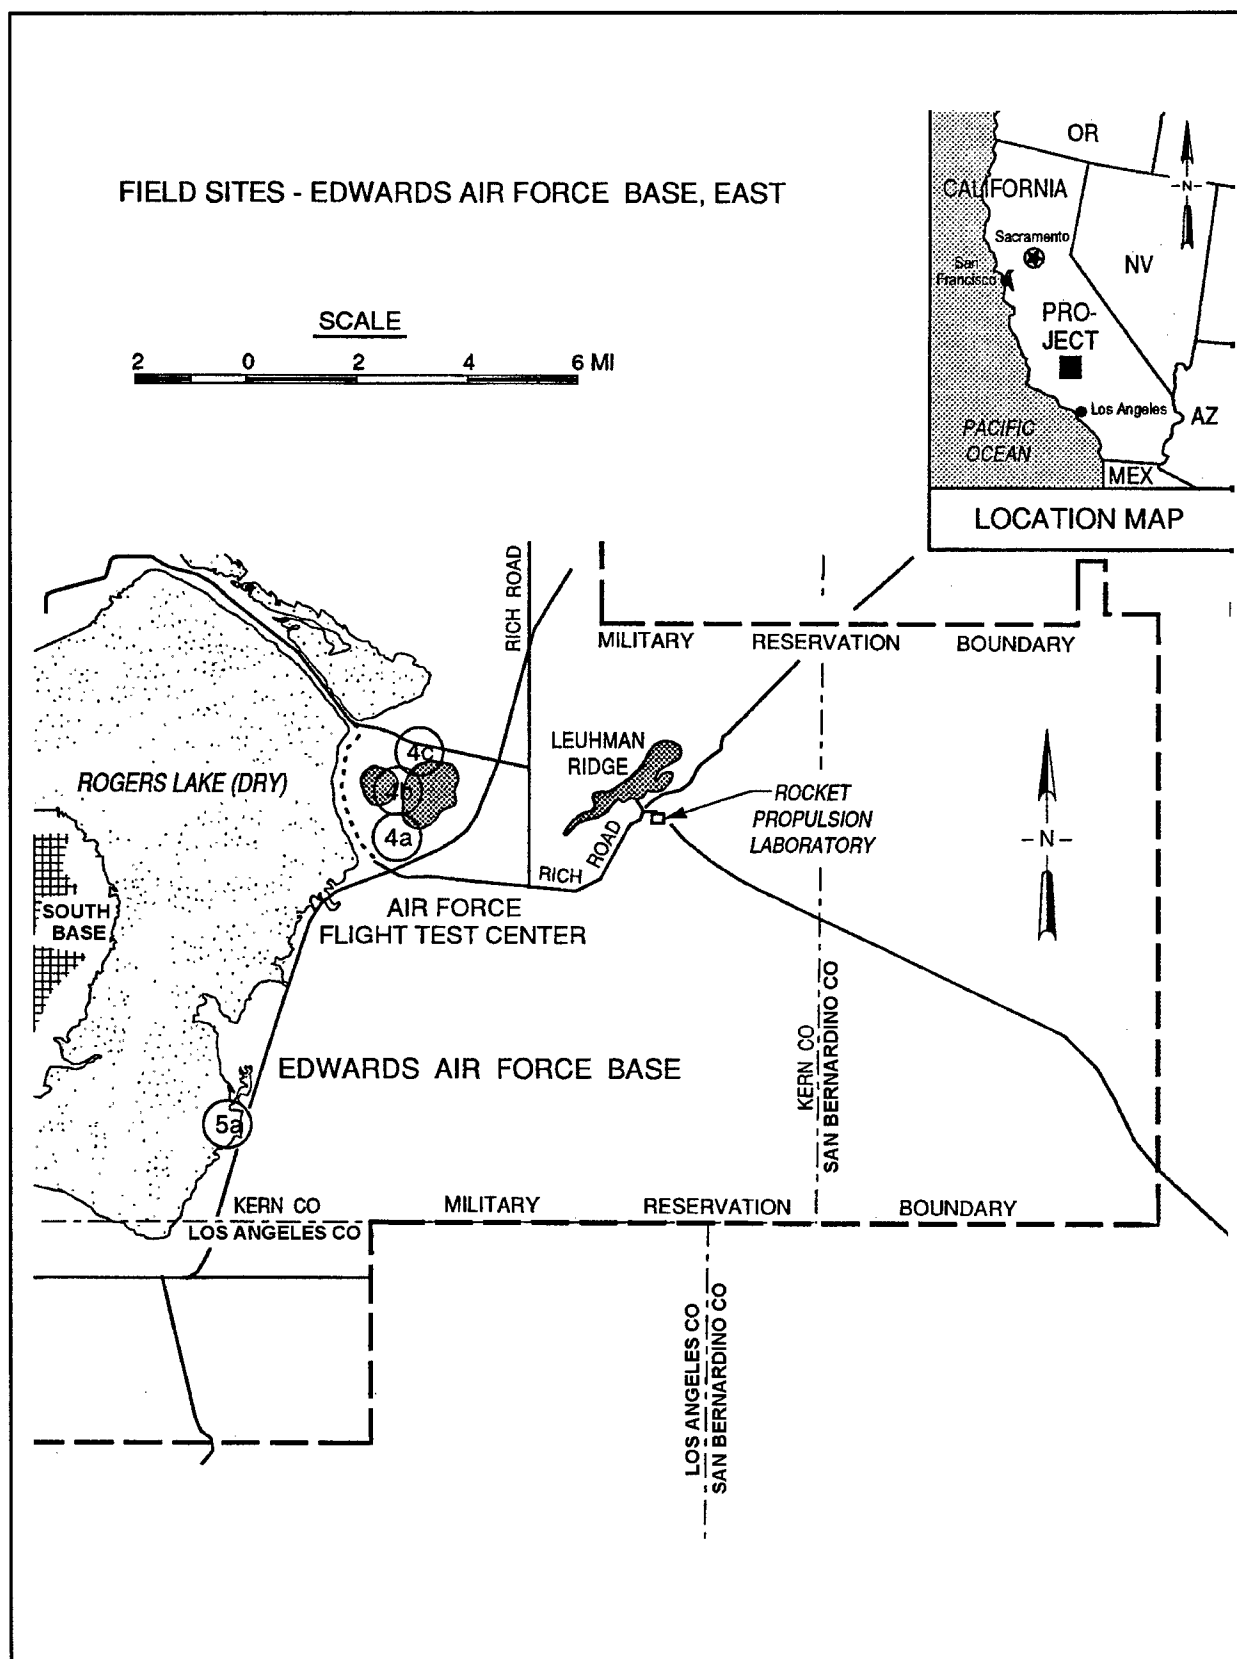 FIELD SITES - EDWARDS AIR FORCE BASE, EAST
SCALE
2 0 2 4 6 MI
OR
CALIFORNIA
-N-
Sacramento
San
Francisco
NV
PRO-
JECT
Los Angeles
AZ
PACIFIC
OCEAN
MEX
LOCATION MAP
RICH ROAD
MILITARY RESERVATION BOUNDARY
LEUHMAN
RIDGE
4c
ROGERS LAKE (DRY)
4b
ROCKET
PROPULSION
LABORATORY
4a
-N-
RICH ROAD
SOUTH
BASE
AIR FORCE
FLIGHT TEST CENTER
EDWARDS AIR FORCE BASE
KERN CO
SAN BERNARDINO CO
5a
KERN CO
LOS ANGELES CO
MILITARY RESERVATION BOUNDARY
LOS ANGELES CO
SAN BERNARDINO CO